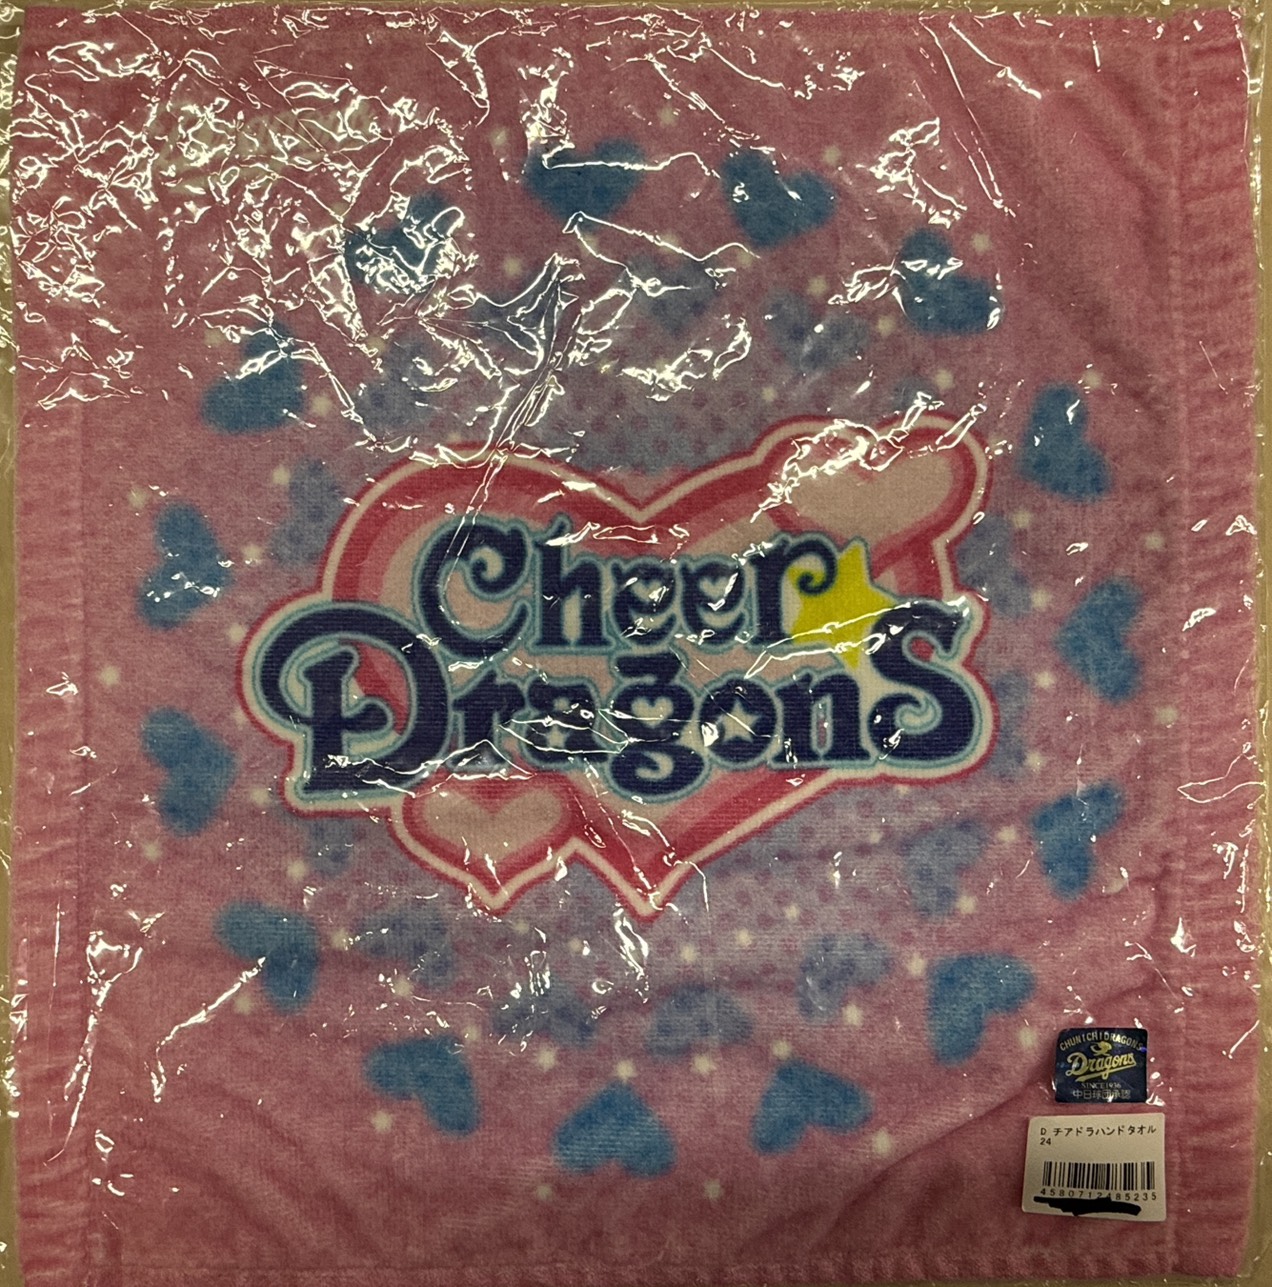 Cheer
Dragons
CHUNICHI DRAGONS
Dragons
SINCE 1936
中日球団承認
D チアドラハンドタオル
24
4580712485235